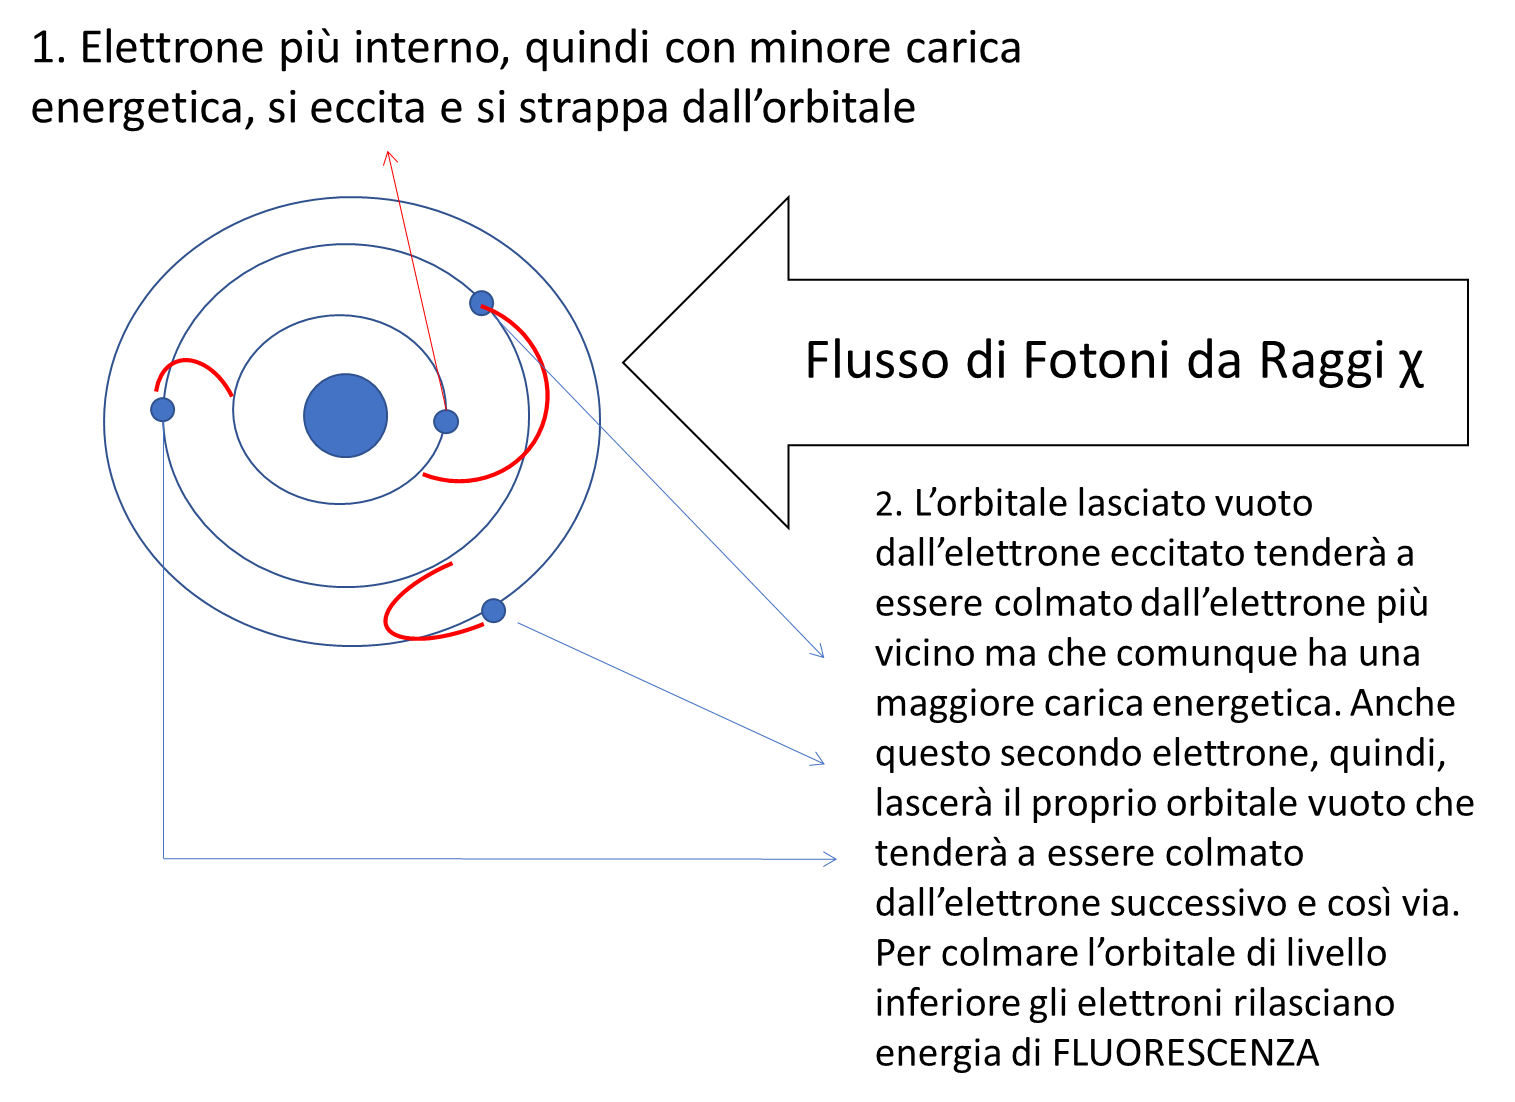 1. Elettrone più interno, quindi con minore carica
energetica, si eccita e si strappa dall’orbitale
Flusso di Fotoni da Raggi χ
2. L’orbitale lasciato vuoto
dall’elettrone eccitato tenderà a
essere colmato dall’elettrone più
vicino ma che comunque ha una
maggiore carica energetica. Anche
questo secondo elettrone, quindi,
lascerà il proprio orbitale vuoto che
tenderà a essere colmato
dall’elettrone successivo e così via.
Per colmare l’orbitale di livello
inferiore gli elettroni rilasciano
energia di FLUORESCENZA